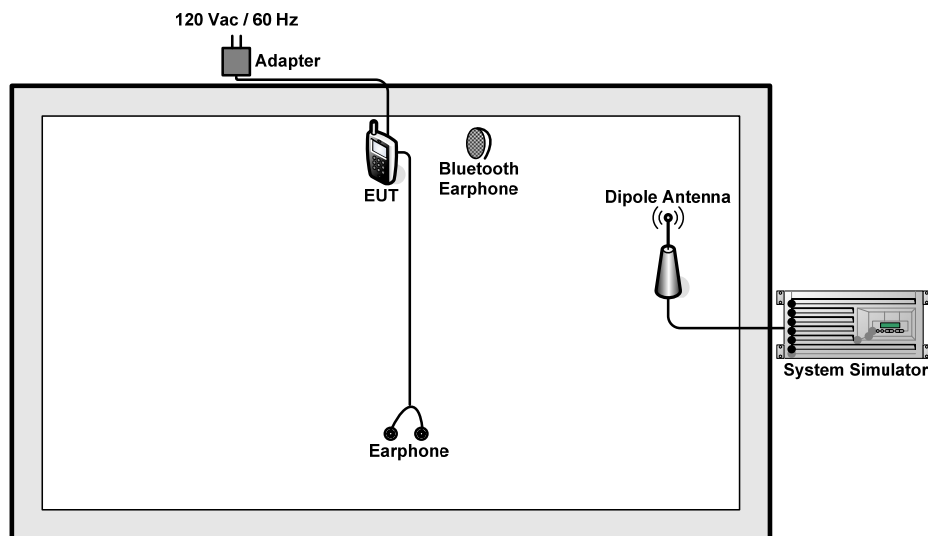 120 Vac / 60 Hz
Adapter
EUT
Bluetooth
Earphone
Dipole Antenna
System Simulator
Earphone